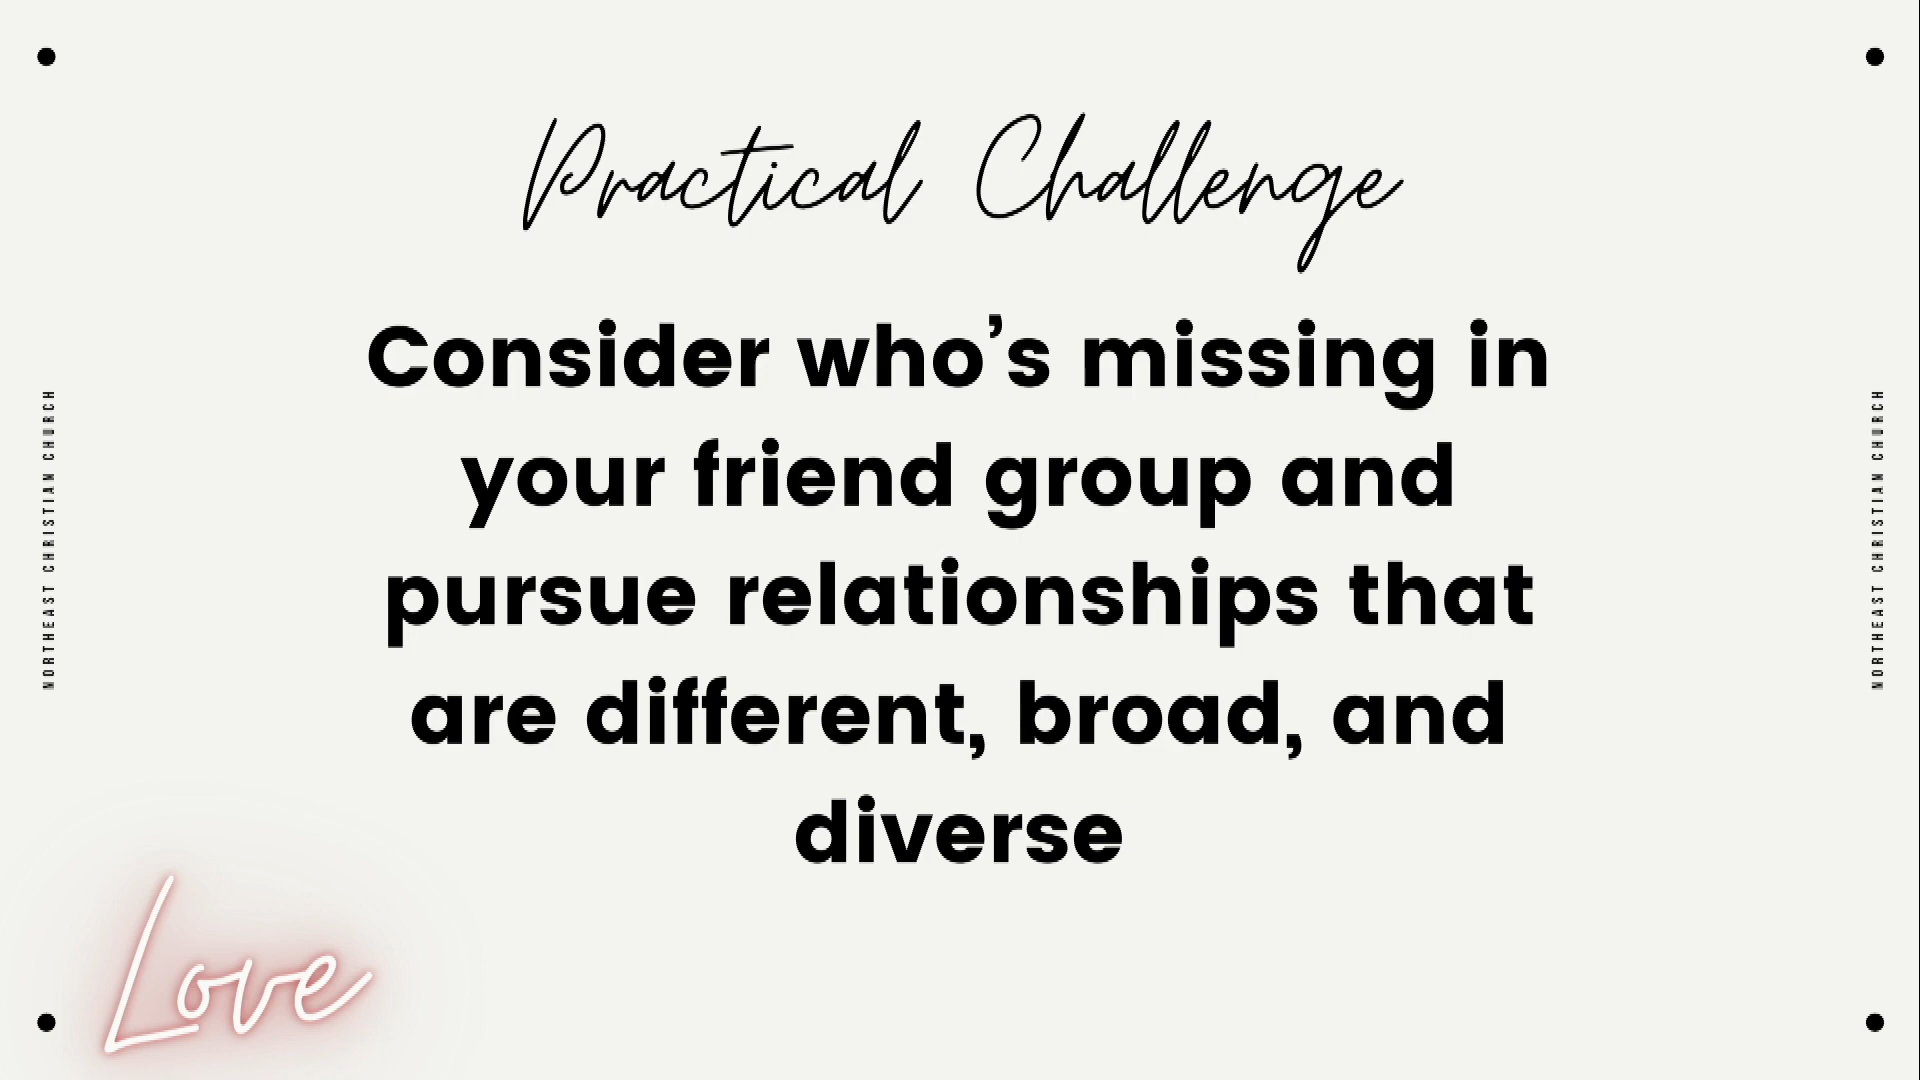 Practical Challenge
Consider who’s missing in
your friend group and
pursue relationships that
are different, broad, and
diverse
NORTHEAST CHRISTIAN CHURCH
NORTHEAST CHRISTIAN CHURCH
Love